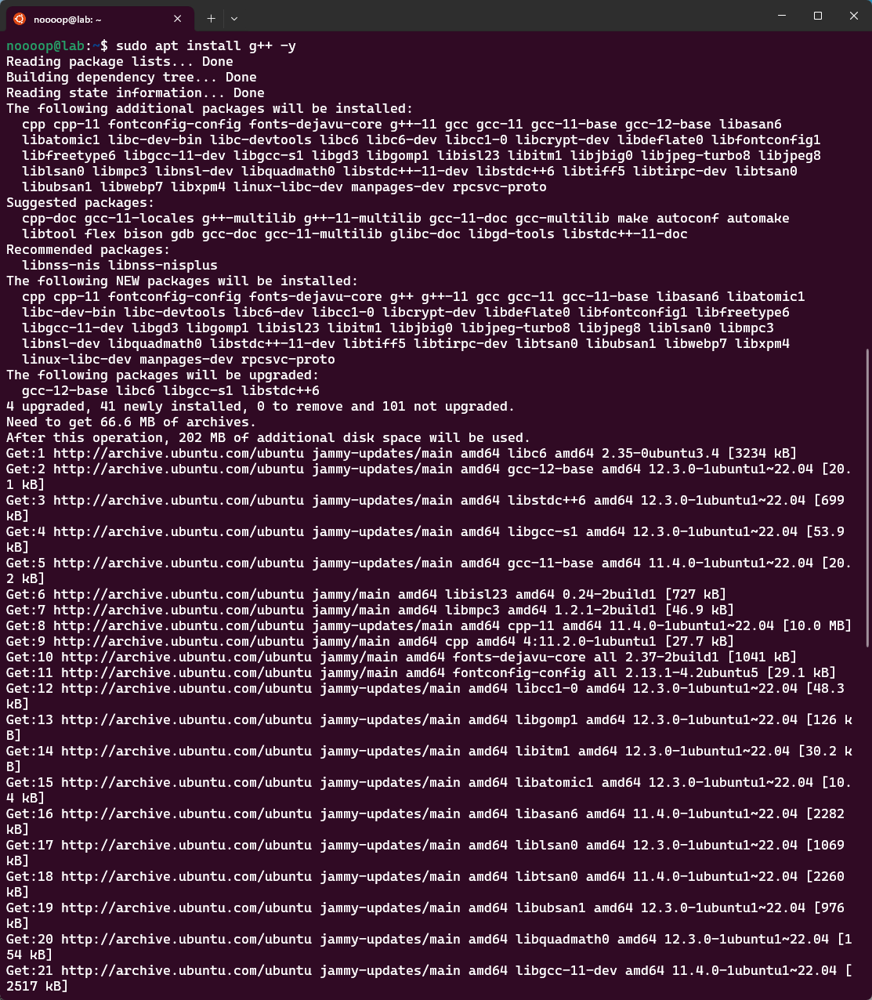 noooop@lab: ~
noooop@lab:~$ sudo apt install g++ -y
Reading package lists... Done
Building dependency tree... Done
Reading state information... Done
The following additional packages will be installed:
  cpp cpp-11 fontconfig-config fonts-dejavu-core g++-11 gcc gcc-11 gcc-11-base gcc-12-base libasan6
  libatomic1 libc-dev-bin libc-devtools libc6 libc6-dev libcc1-0 libcrypt-dev libdeflate0 libfontconfig1
  libfreetype6 libgcc-11-dev libgcc-s1 libgd3 libgomp1 libisl23 libitm1 libjbig0 libjpeg-turbo8 libjpeg8
  liblsan0 libmpc3 libnsl-dev libquadmath0 libstdc++-11-dev libstdc++6 libtiff5 libtirpc-dev libtsan0
  libubsan1 libwebp7 libxpm4 linux-libc-dev manpages-dev rpcsvc-proto
Suggested packages:
  cpp-doc gcc-11-locales g++-multilib g++-11-multilib gcc-11-doc gcc-multilib make autoconf automake
  libtool flex bison gdb gcc-doc gcc-11-multilib glibc-doc libgd-tools libstdc++-11-doc
Recommended packages:
  libnss-nis libnss-nisplus
The following NEW packages will be installed:
  cpp cpp-11 fontconfig-config fonts-dejavu-core g++ g++-11 gcc gcc-11 gcc-11-base libasan6 libatomic1
  libc-dev-bin libc-devtools libc6-dev libcc1-0 libcrypt-dev libdeflate0 libfontconfig1 libfreetype6
  libgcc-11-dev libgd3 libgomp1 libisl23 libitm1 libjbig0 libjpeg-turbo8 libjpeg8 liblsan0 libmpc3
  libnsl-dev libquadmath0 libstdc++-11-dev libtiff5 libtirpc-dev libtsan0 libubsan1 libwebp7 libxpm4
  linux-libc-dev manpages-dev rpcsvc-proto
The following packages will be upgraded:
  gcc-12-base libc6 libgcc-s1 libstdc++6
4 upgraded, 41 newly installed, 0 to remove and 101 not upgraded.
Need to get 66.6 MB of archives.
After this operation, 202 MB of additional disk space will be used.
Get:1 http://archive.ubuntu.com/ubuntu jammy-updates/main amd64 libc6 amd64 2.35-0ubuntu3.4 [3234 kB]
Get:2 http://archive.ubuntu.com/ubuntu jammy-updates/main amd64 gcc-12-base amd64 12.3.0-1ubuntu1~22.04 [20.
1 kB]
Get:3 http://archive.ubuntu.com/ubuntu jammy-updates/main amd64 libstdc++6 amd64 12.3.0-1ubuntu1~22.04 [699
kB]
Get:4 http://archive.ubuntu.com/ubuntu jammy-updates/main amd64 libgcc-s1 amd64 12.3.0-1ubuntu1~22.04 [53.9
kB]
Get:5 http://archive.ubuntu.com/ubuntu jammy-updates/main amd64 gcc-11-base amd64 11.4.0-1ubuntu1~22.04 [20.
2 kB]
Get:6 http://archive.ubuntu.com/ubuntu jammy/main amd64 libisl23 amd64 0.24-2build1 [727 kB]
Get:7 http://archive.ubuntu.com/ubuntu jammy/main amd64 libmpc3 amd64 1.2.1-2build1 [46.9 kB]
Get:8 http://archive.ubuntu.com/ubuntu jammy-updates/main amd64 cpp-11 amd64 11.4.0-1ubuntu1~22.04 [10.0 MB]
Get:9 http://archive.ubuntu.com/ubuntu jammy/main amd64 cpp amd64 4:11.2.0-1ubuntu1 [27.7 kB]
Get:10 http://archive.ubuntu.com/ubuntu jammy/main amd64 fonts-dejavu-core all 2.37-2build1 [1041 kB]
Get:11 http://archive.ubuntu.com/ubuntu jammy/main amd64 fontconfig-config all 2.13.1-4.2ubuntu5 [29.1 kB]
Get:12 http://archive.ubuntu.com/ubuntu jammy-updates/main amd64 libcc1-0 amd64 12.3.0-1ubuntu1~22.04 [48.3
kB]
Get:13 http://archive.ubuntu.com/ubuntu jammy-updates/main amd64 libgomp1 amd64 12.3.0-1ubuntu1~22.04 [126 k
B]
Get:14 http://archive.ubuntu.com/ubuntu jammy-updates/main amd64 libitm1 amd64 12.3.0-1ubuntu1~22.04 [30.2 k
B]
Get:15 http://archive.ubuntu.com/ubuntu jammy-updates/main amd64 libatomic1 amd64 12.3.0-1ubuntu1~22.04 [10.
4 kB]
Get:16 http://archive.ubuntu.com/ubuntu jammy-updates/main amd64 libasan6 amd64 11.4.0-1ubuntu1~22.04 [2282
kB]
Get:17 http://archive.ubuntu.com/ubuntu jammy-updates/main amd64 liblsan0 amd64 12.3.0-1ubuntu1~22.04 [1069
kB]
Get:18 http://archive.ubuntu.com/ubuntu jammy-updates/main amd64 libtsan0 amd64 11.4.0-1ubuntu1~22.04 [2260
kB]
Get:19 http://archive.ubuntu.com/ubuntu jammy-updates/main amd64 libubsan1 amd64 12.3.0-1ubuntu1~22.04 [976
kB]
Get:20 http://archive.ubuntu.com/ubuntu jammy-updates/main amd64 libquadmath0 amd64 12.3.0-1ubuntu1~22.04 [1
54 kB]
Get:21 http://archive.ubuntu.com/ubuntu jammy-updates/main amd64 libgcc-11-dev amd64 11.4.0-1ubuntu1~22.04 [
2517 kB]